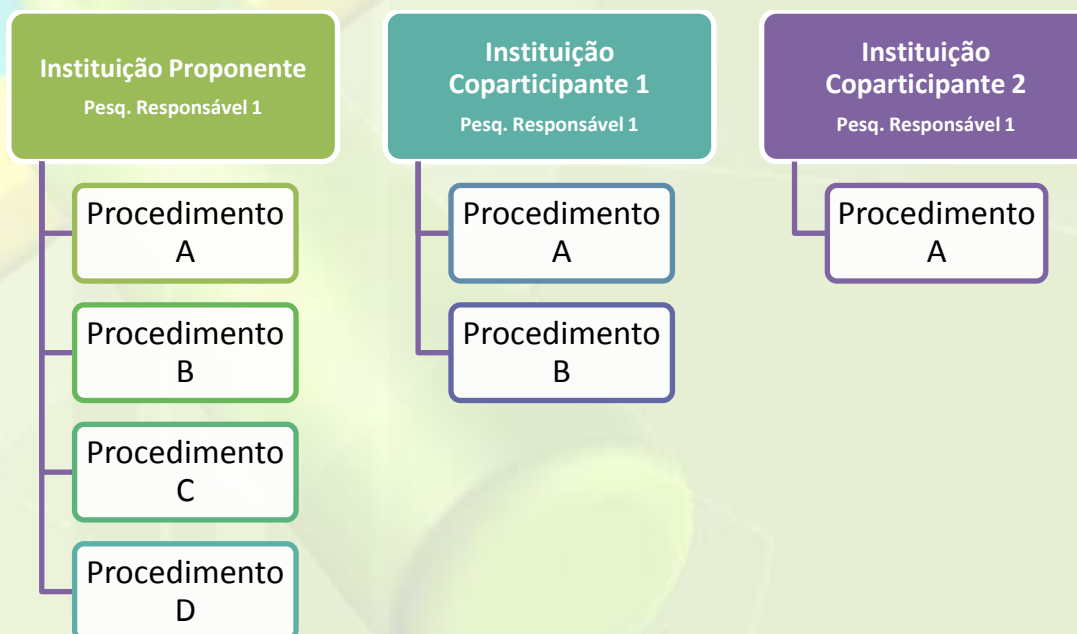 Instituição Proponente
Pesq. Responsável 1
Procedimento
A
Procedimento
B
Procedimento
C
Procedimento
D
Instituição
Coparticipante 1
Pesq. Responsável 1
Procedimento
A
Procedimento
B
Instituição
Coparticipante 2
Pesq. Responsável 1
Procedimento
A